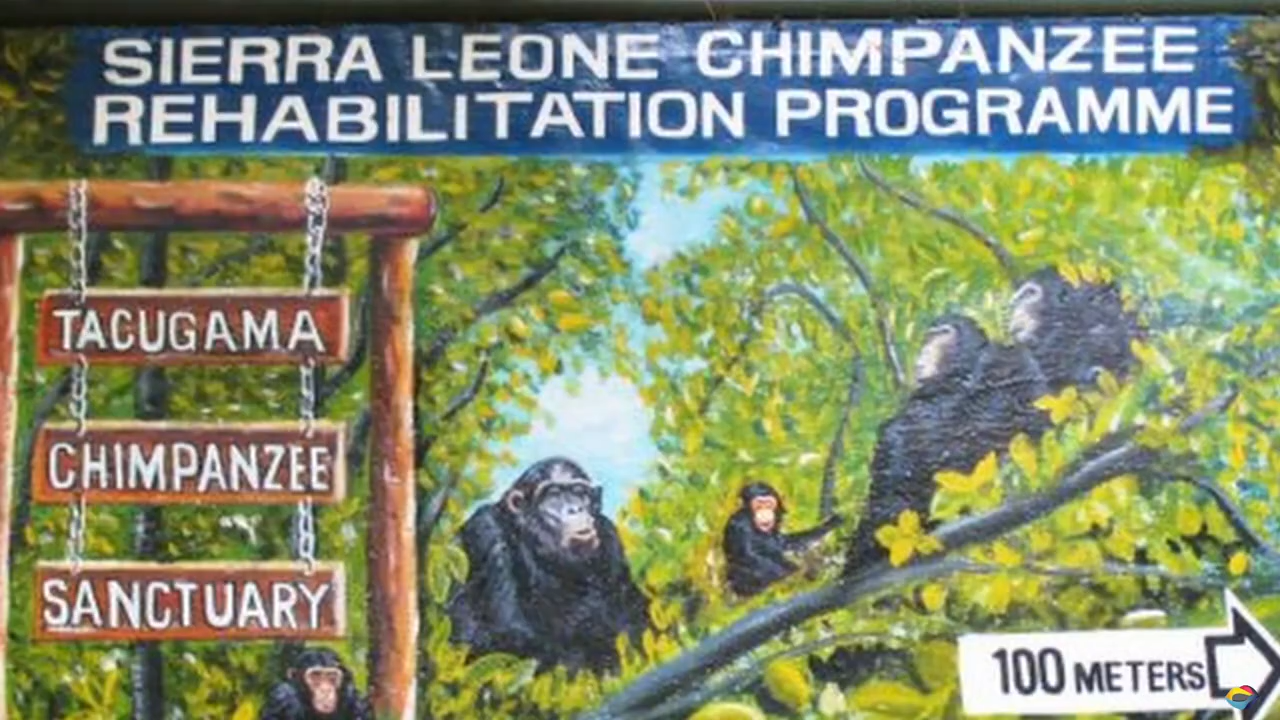 SIERRA LEONE CHIMPANZEE
REHABILITATION PROGRAMME
TACUGAMA
CHIMPANZEE
SANCTUARY
100 METERS